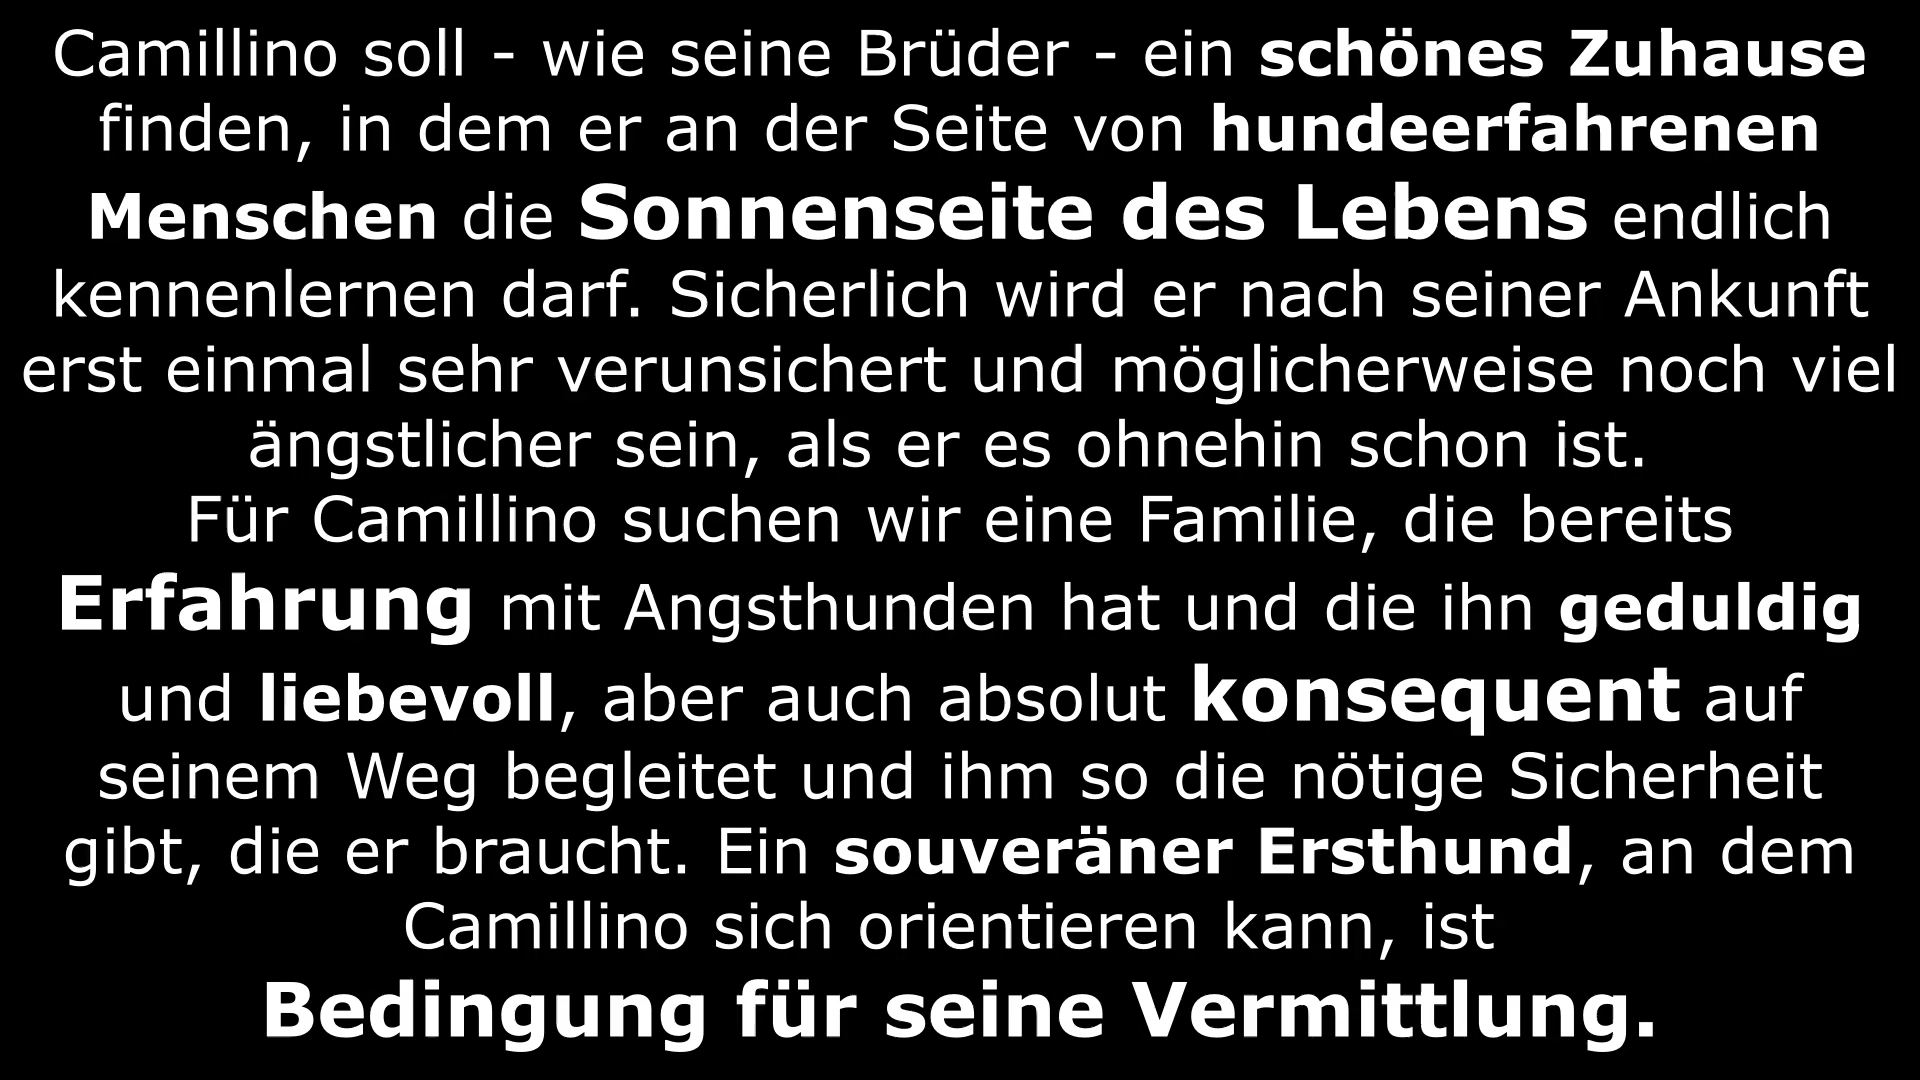 Camillino soll - wie seine Brüder - ein schönes Zuhause
finden, in dem er an der Seite von hundeerfahrenen
Menschen die Sonnenseite des Lebens endlich
kennenlernen darf. Sicherlich wird er nach seiner Ankunft
erst einmal sehr verunsichert und möglicherweise noch viel
ängstlicher sein, als er es ohnehin schon ist.
Für Camillino suchen wir eine Familie, die bereits
Erfahrung mit Angsthunden hat und die ihn geduldig
und liebevoll, aber auch absolut konsequent auf
seinem Weg begleitet und ihm so die nötige Sicherheit
gibt, die er braucht. Ein souveräner Ersthund, an dem
Camillino sich orientieren kann, ist
Bedingung für seine Vermittlung.